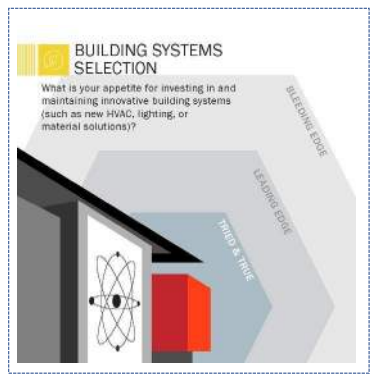 BUILDING SYSTEMS
SELECTION
What is your appetite for investing in and
maintaining innovative building systems
(such as new HVAC, lighting, or
material solutions)?
BLEEDING EDGE
LEADING EDGE
TRIED & TRUE